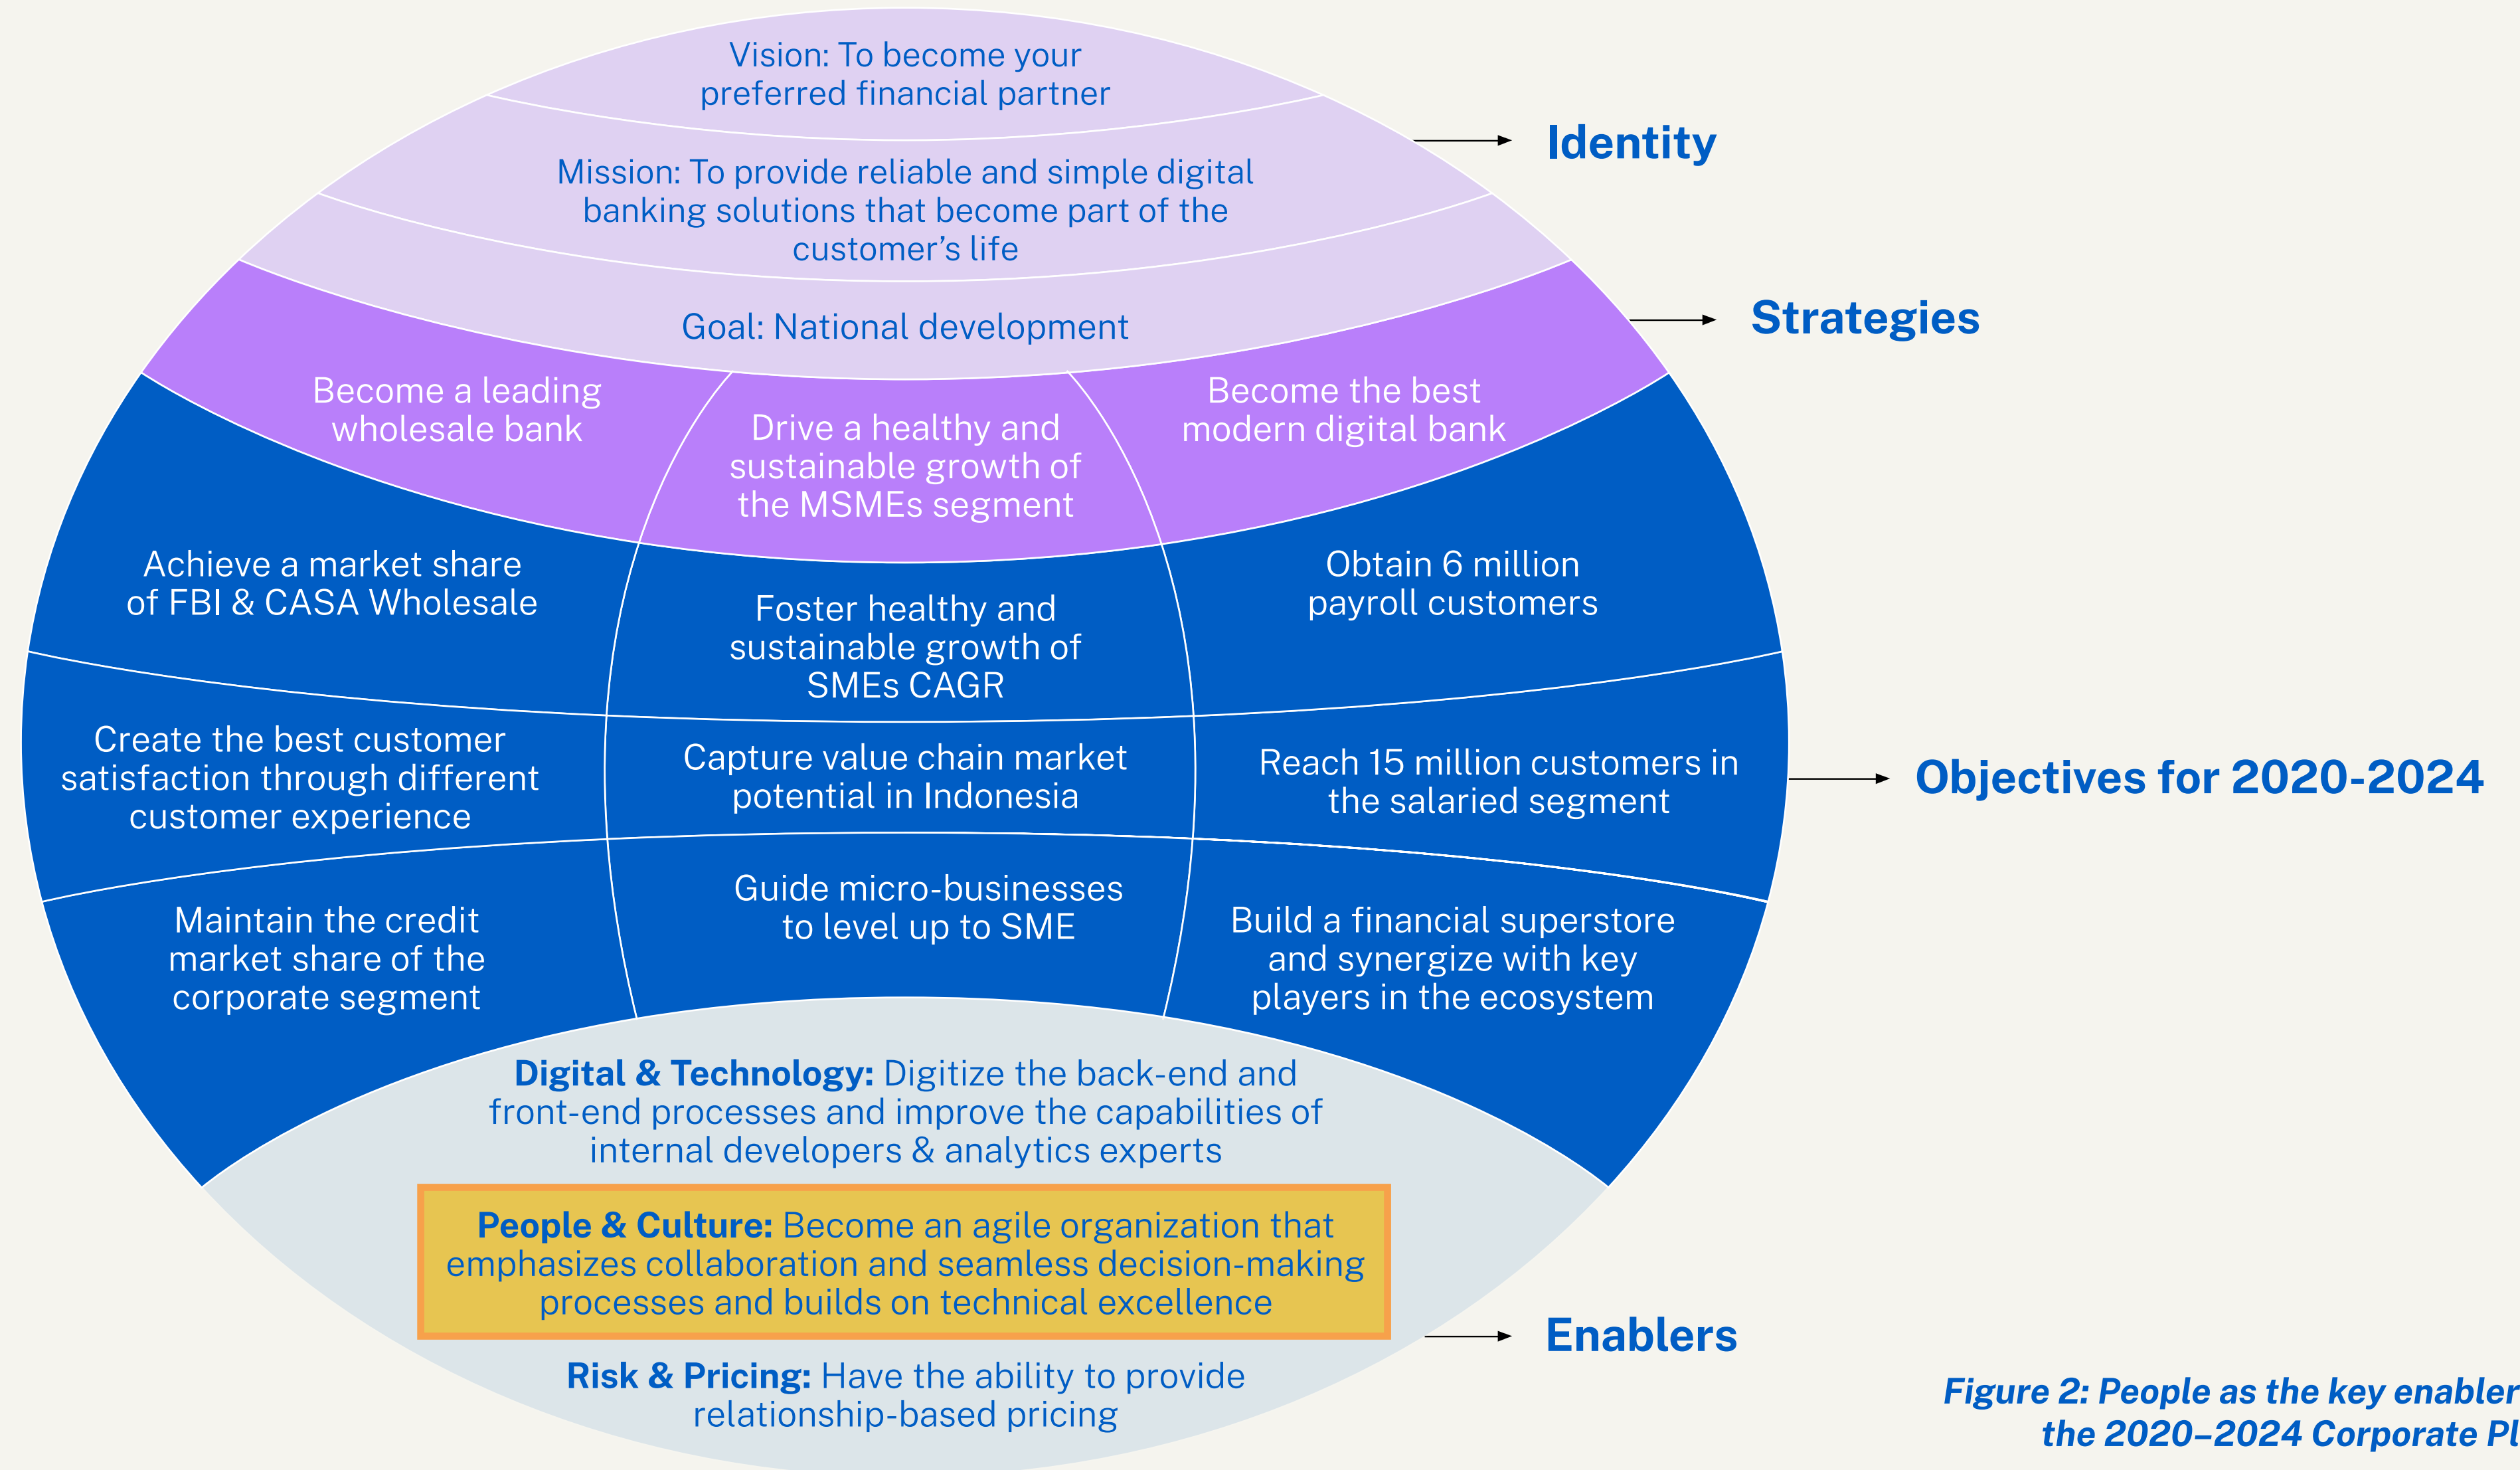 Vision: To become your
preferred financial partner
Identity
Mission: To provide reliable and simple digital
banking solutions that become part of the
customer’s life
Goal: National development
Strategies
Become a leading
wholesale bank
Drive a healthy and
sustainable growth of
the MSMEs segment
Become the best
modern digital bank
Achieve a market share
of FBI & CASA Wholesale
Foster healthy and
sustainable growth of
SMEs CAGR
Obtain 6 million
payroll customers
Create the best customer
satisfaction through different
customer experience
Capture value chain market
potential in Indonesia
Reach 15 million customers in
the salaried segment
Objectives for 2020-2024
Maintain the credit
market share of the
corporate segment
Guide micro-businesses
to level up to SME
Build a financial superstore
and synergize with key
players in the ecosystem
Digital & Technology: Digitize the back-end and
front-end processes and improve the capabilities of
internal developers & analytics experts
People & Culture: Become an agile organization that
emphasizes collaboration and seamless decision-making
processes and builds on technical excellence
Enablers
Risk & Pricing: Have the ability to provide
relationship-based pricing
Figure 2: People as the key enabler
the 2020–2024 Corporate Pl